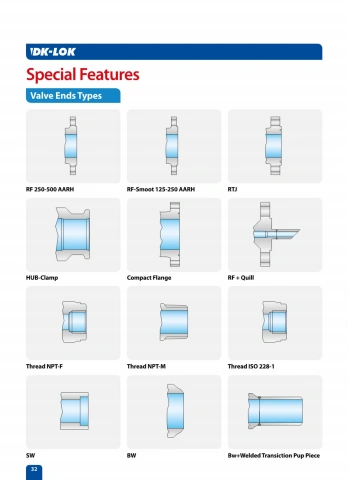 DK-LOK
Special Features
Valve Ends Types
RF 250-500 AARH
RF-Smoot 125-250 AARH
RTJ
HUB-Clamp
Compact Flange
RF + Quill
Thread NPT-F
Thread NPT-M
Thread ISO 228-1
SW
BW
Bw+Welded Transiction Pup Piece
32